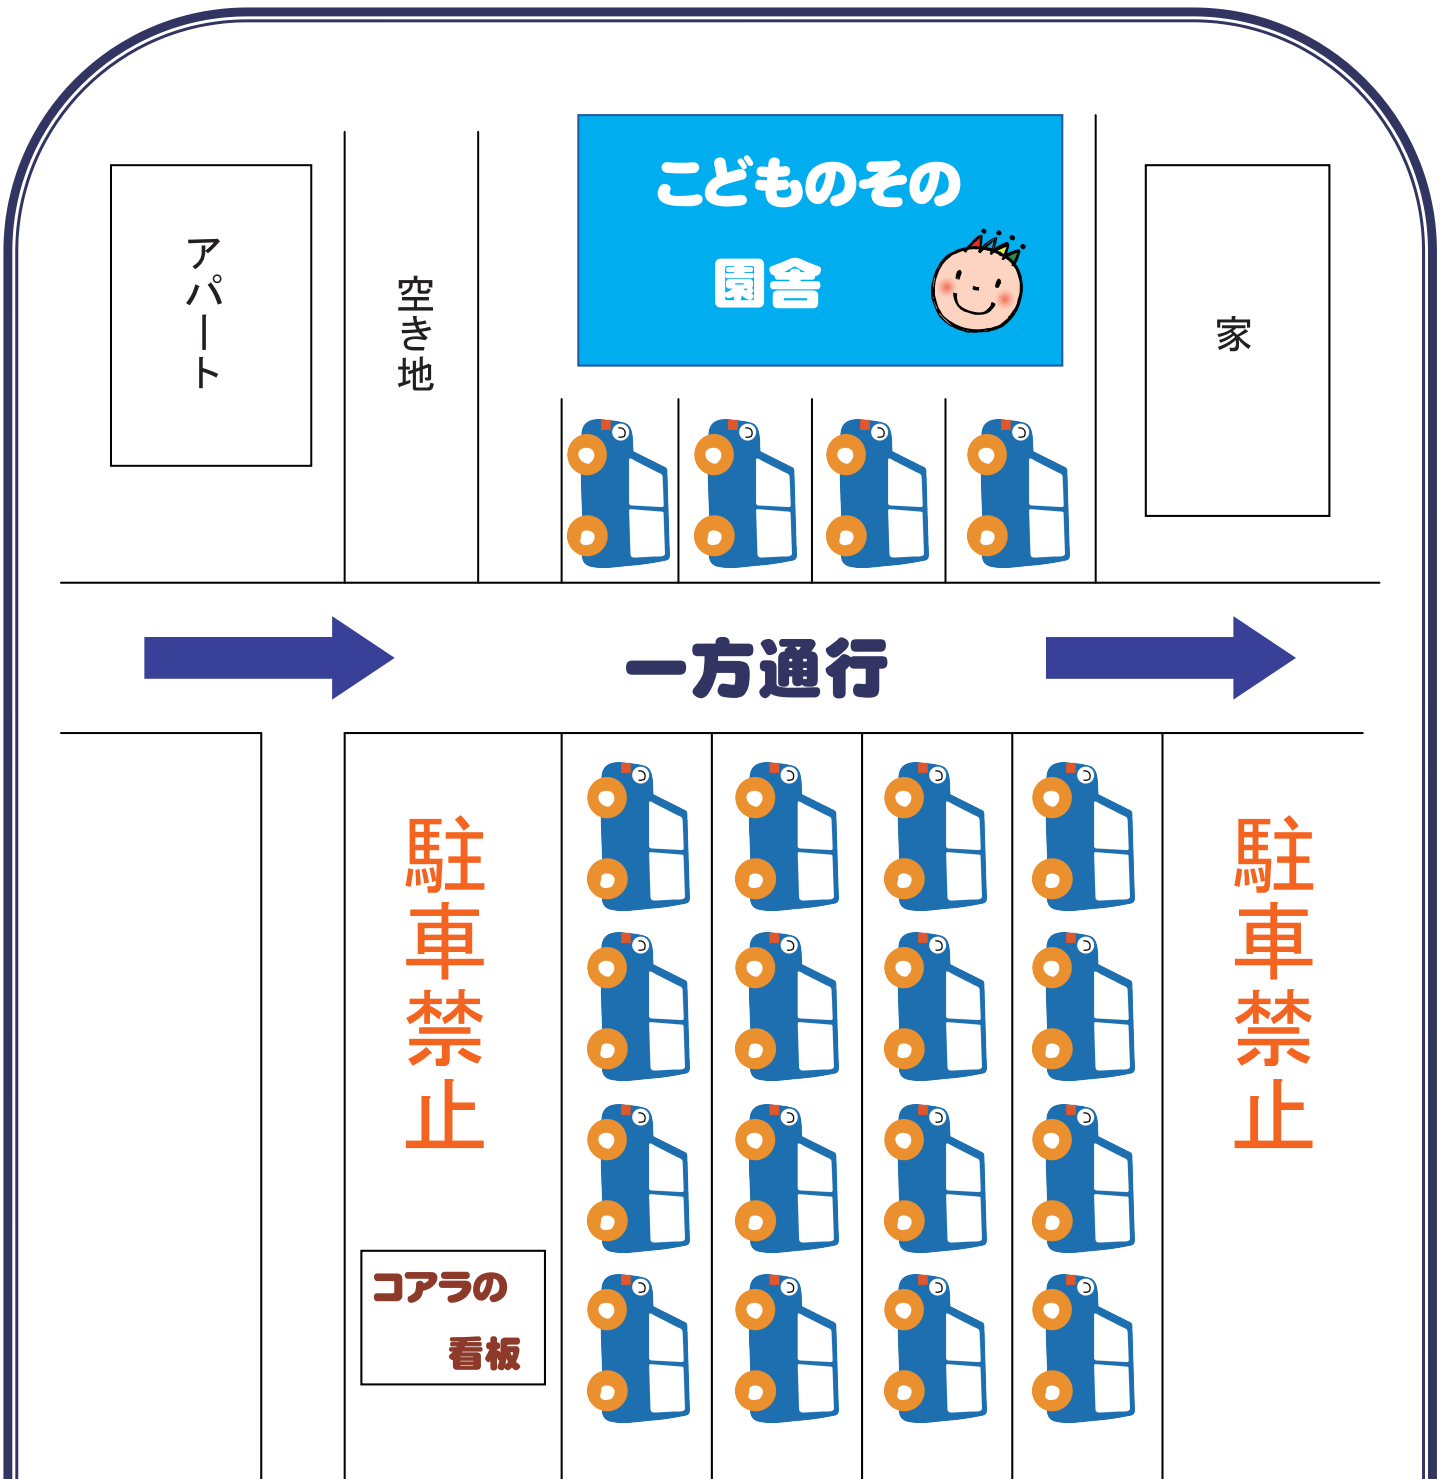 こどものその
園舎
アパート
空き地
家
一方通行
駐車禁止
駐車禁止
コアラの
看板